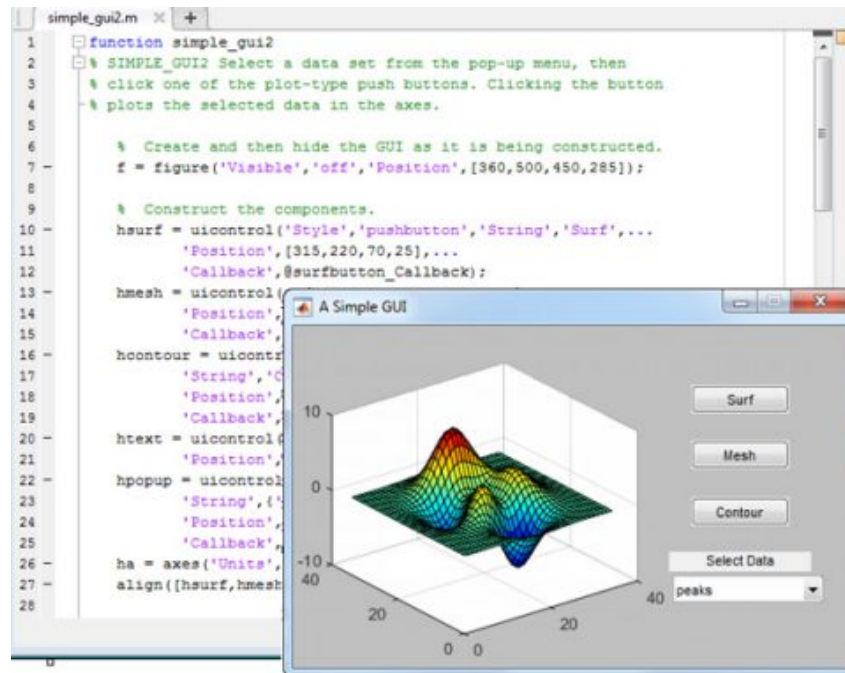 simple_gui2.m × +
1 function simple_gui2
2 % SIMPLE_GUI2 Select a data set from the pop-up menu, then
3 % click one of the plot-type push buttons. Clicking the button
4 % plots the selected data in the axes.
5
6 % Create and then hide the GUI as it is being constructed.
7 – f = figure('Visible','off','Position',[360,500,450,285]);
8
9 % Construct the components.
10 – hsurf = uicontrol('Style','pushbutton','String','Surf',...
11 'Position',[315,220,70,25],...
12 'Callback',@surfbutton_Callback);
13 – hmesh = uicontrol(
14 'Position',
15 'Callback',
16 – hcontour = uicontr
17 'String','C
18 'Position',
19 'Callback',
20 – htext = uicontrol(
21 'Position',
22 – hpopup = uicontrol
23 'String',{'
24 'Position',
25 'Callback',
26 – ha = axes('Units',
27 – align([hsurf,hmesh
28
A Simple GUI
Surf
Mesh
Contour
Select Data
peaks
10
0
-10
40
20
0
0
20
40